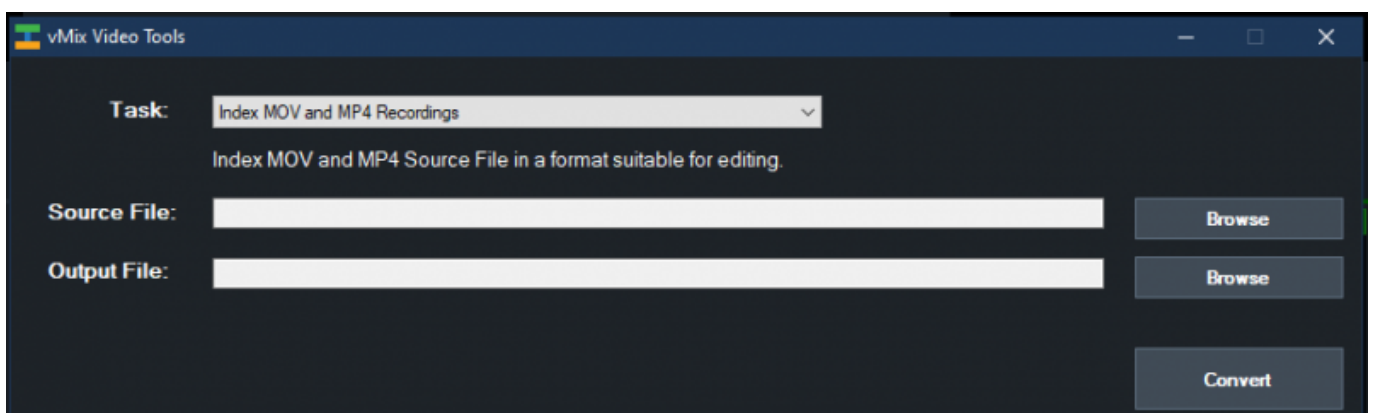 vMix Video Tools
Task: Index MOV and MP4 Recordings
Index MOV and MP4 Source File in a format suitable for editing.
Source File: Browse
Output File: Browse
Convert